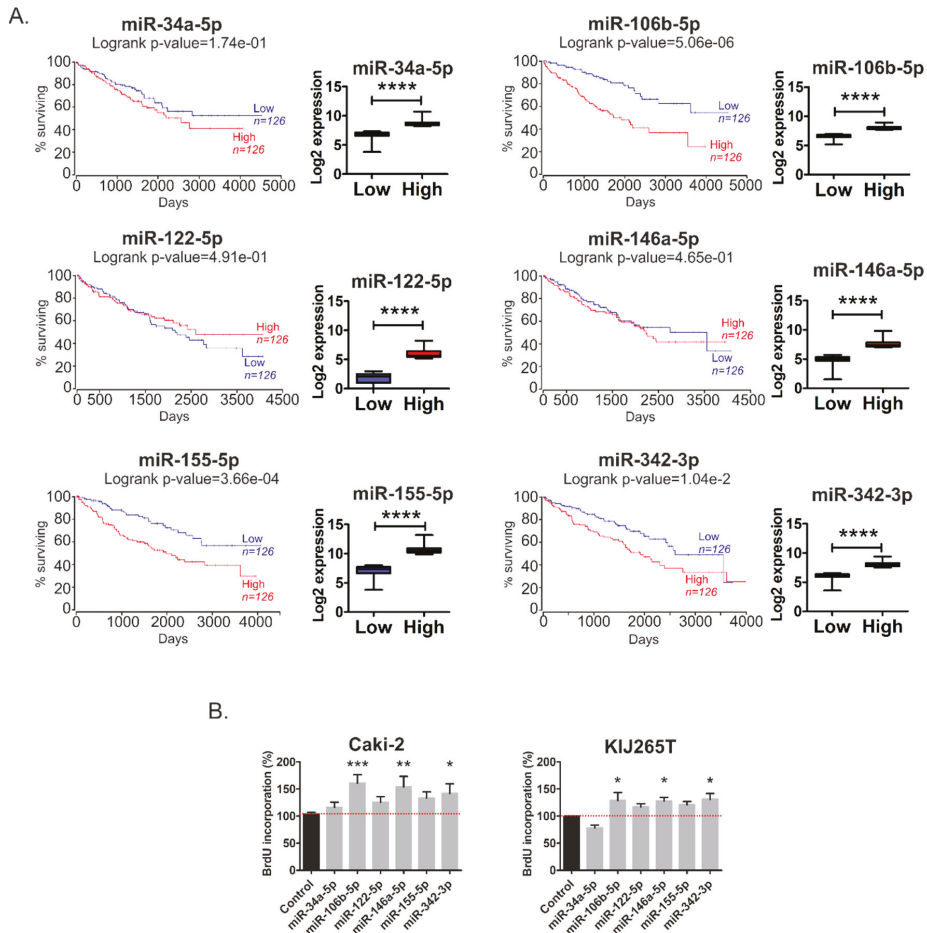 A.
miR-34a-5p
Logrank p-value=1.74e-01
% surviving
100
80
60
40
20
0
Low
n=126
High
n=126
0 1000 2000 3000 4000 5000
Days
miR-34a-5p
****
Log2 expression
15
10
5
0
Low High
miR-106b-5p
Logrank p-value=5.06e-06
% surviving
100
80
60
40
20
0
Low
n=126
High
n=126
0 1000 2000 3000 4000 5000
Days
miR-106b-5p
****
Log2 expression
15
10
5
0
Low High
miR-122-5p
Logrank p-value=4.91e-01
% surviving
100
80
60
40
20
0
High
n=126
Low
n=126
0 500 1500 2500 3500 4500
Days
miR-122-5p
****
Log2 expression
15
10
5
0
Low High
miR-146a-5p
Logrank p-value=4.65e-01
% surviving
100
80
60
40
20
0
High
n=126
Low
n=126
0 500 1500 2500 3500 4500
Days
miR-146a-5p
****
Log2 expression
15
10
5
0
Low High
miR-155-5p
Logrank p-value=3.66e-04
% surviving
100
80
60
40
20
0
Low
n=126
High
n=126
0 1000 2000 3000 4000
Days
miR-155-5p
****
Log2 expression
15
10
5
0
Low High
miR-342-3p
Logrank p-value=1.04e-2
% surviving
100
80
60
40
20
0
Low
n=126
High
n=126
0 1000 2000 3000 4000
Days
miR-342-3p
****
Log2 expression
15
10
5
0
Low High
B.
Caki-2
BrdU incorporation (%)
200
150
100
50
0
*** ** *
Control
miR-34a-5p
miR-106b-5p
miR-122-5p
miR-146a-5p
miR-155-5p
miR-342-3p
KIJ265T
BrdU incorporation (%)
200
150
100
50
0
* * *
Control
miR-34a-5p
miR-106b-5p
miR-122-5p
miR-146a-5p
miR-155-5p
miR-342-3p